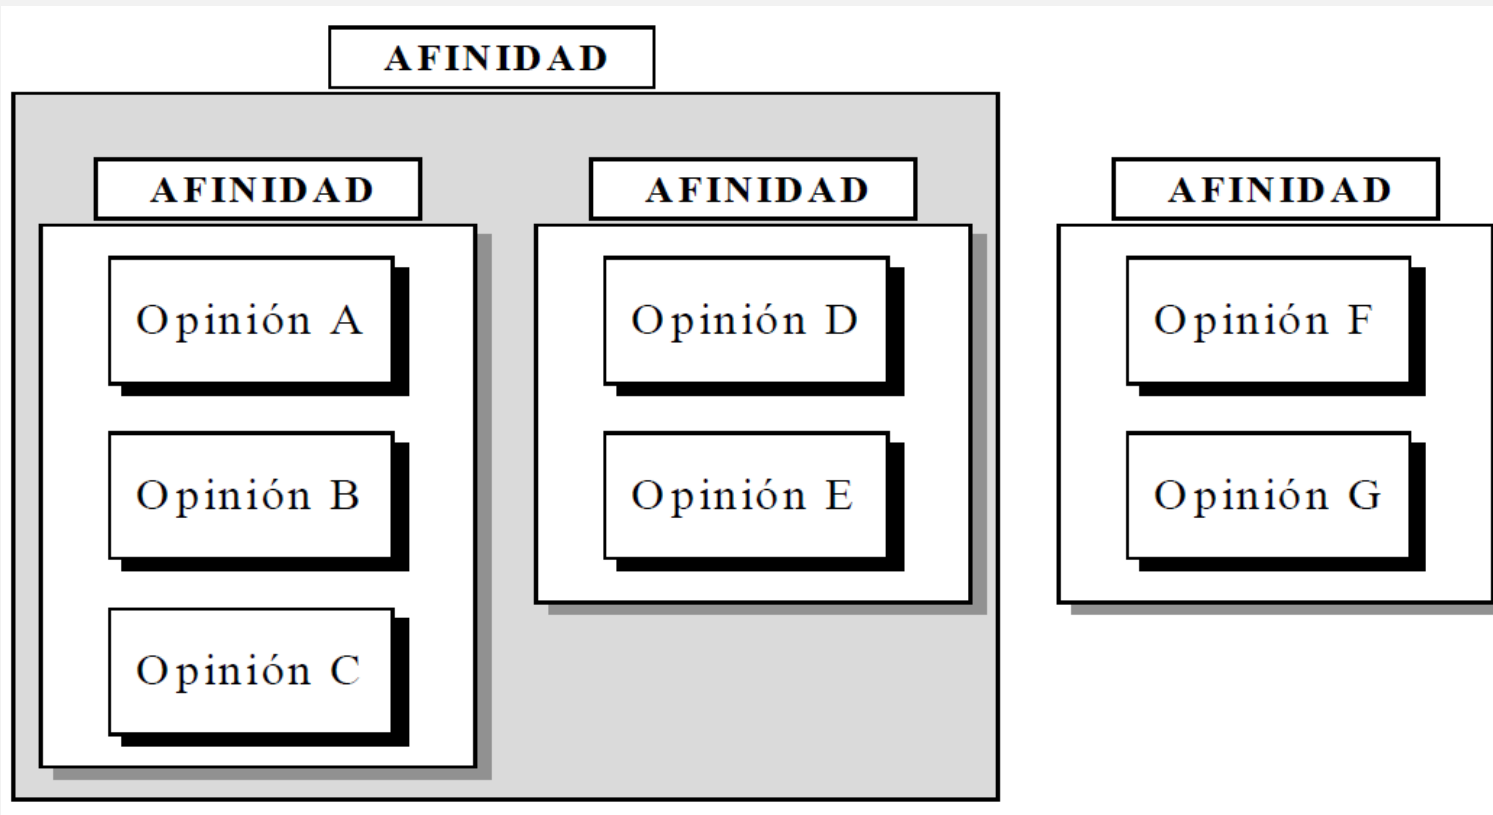 AFINIDAD
AFINIDAD
Opinión A
Opinión B
Opinión C
AFINIDAD
Opinión D
Opinión E
AFINIDAD
Opinión F
Opinión G